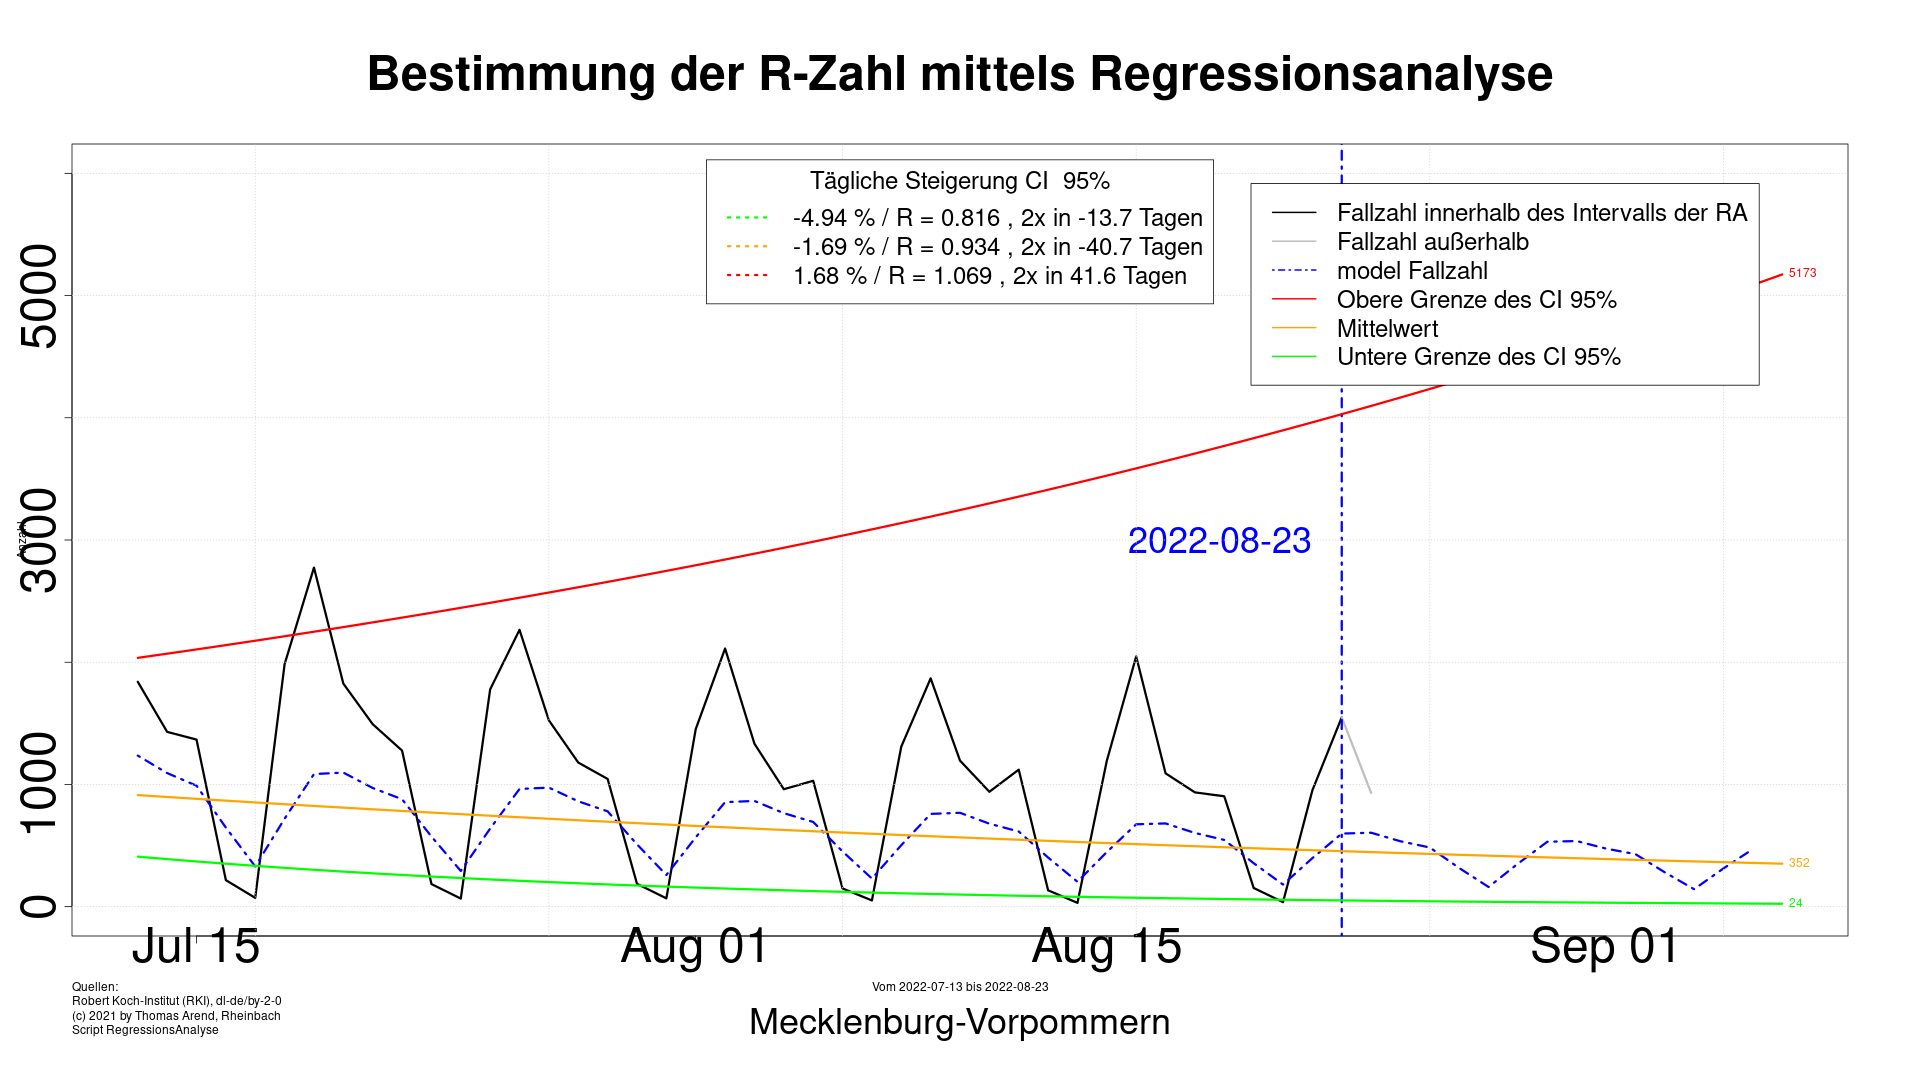 Bestimmung der R-Zahl mittels Regressionsanalyse
Tägliche Steigerung CI 95%
-4.94 % / R = 0.816 , 2x in -13.7 Tagen
-1.69 % / R = 0.934 , 2x in -40.7 Tagen
1.68 % / R = 1.069 , 2x in 41.6 Tagen
Fallzahl innerhalb des Intervalls der RA
Fallzahl außerhalb
model Fallzahl
Obere Grenze des CI 95%
Mittelwert
Untere Grenze des CI 95%
5173
5000
3000
1000
0
Anzahl
2022-08-23
352
24
Jul 15
Aug 01
Aug 15
Sep 01
Quellen:
Robert Koch-Institut (RKI), dl-de/by-2-0
(c) 2021 by Thomas Arend, Rheinbach
Script RegressionsAnalyse
Vom 2022-07-13 bis 2022-08-23
Mecklenburg-Vorpommern